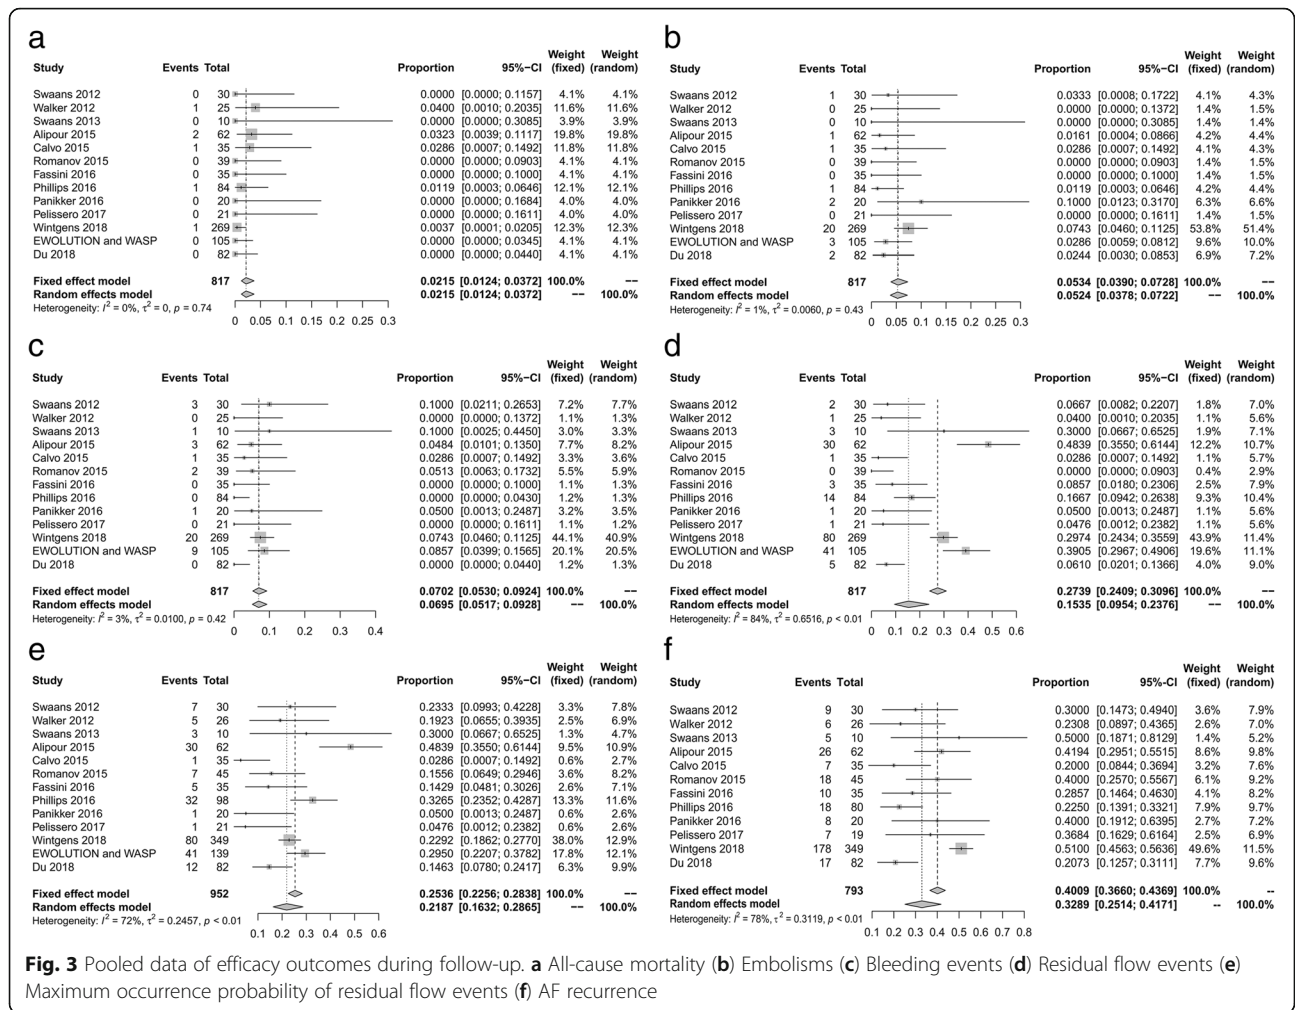 a
Study Events Total Proportion 95%−CI Weight (fixed) Weight (random)
Swaans 2012 0 30 0.0000 [0.0000; 0.1157] 4.1% 4.1%
Walker 2012 1 25 0.0400 [0.0010; 0.2035] 11.6% 11.6%
Swaans 2013 0 10 0.0000 [0.0000; 0.3085] 3.9% 3.9%
Alipour 2015 2 62 0.0323 [0.0039; 0.1117] 19.8% 19.8%
Calvo 2015 1 35 0.0286 [0.0007; 0.1492] 11.8% 11.8%
Romanov 2015 0 39 0.0000 [0.0000; 0.0903] 4.1% 4.1%
Fassini 2016 0 35 0.0000 [0.0000; 0.1000] 4.1% 4.1%
Phillips 2016 1 84 0.0119 [0.0003; 0.0646] 12.1% 12.1%
Panikker 2016 0 20 0.0000 [0.0000; 0.1684] 4.0% 4.0%
Pelissero 2017 0 21 0.0000 [0.0000; 0.1611] 4.0% 4.0%
Wintgens 2018 1 269 0.0037 [0.0001; 0.0205] 12.3% 12.3%
EWOLUTION and WASP 0 105 0.0000 [0.0000; 0.0345] 4.1% 4.1%
Du 2018 0 82 0.0000 [0.0000; 0.0440] 4.1% 4.1%
Fixed effect model 817 0.0215 [0.0124; 0.0372] 100.0% −−
Random effects model 0.0215 [0.0124; 0.0372] −− 100.0%
Heterogeneity: I² = 0%, τ² = 0, p = 0.74
0 0.05 0.1 0.15 0.2 0.25 0.3
b
Study Events Total Proportion 95%−CI Weight (fixed) Weight (random)
Swaans 2012 1 30 0.0333 [0.0008; 0.1722] 4.1% 4.3%
Walker 2012 0 25 0.0000 [0.0000; 0.1372] 1.4% 1.5%
Swaans 2013 0 10 0.0000 [0.0000; 0.3085] 1.4% 1.4%
Alipour 2015 1 62 0.0161 [0.0004; 0.0866] 4.2% 4.4%
Calvo 2015 1 35 0.0286 [0.0007; 0.1492] 4.1% 4.3%
Romanov 2015 0 39 0.0000 [0.0000; 0.0903] 1.4% 1.5%
Fassini 2016 0 35 0.0000 [0.0000; 0.1000] 1.4% 1.5%
Phillips 2016 1 84 0.0119 [0.0003; 0.0646] 4.2% 4.4%
Panikker 2016 2 20 0.1000 [0.0123; 0.3170] 6.3% 6.6%
Pelissero 2017 0 21 0.0000 [0.0000; 0.1611] 1.4% 1.5%
Wintgens 2018 20 269 0.0743 [0.0460; 0.1125] 53.8% 51.4%
EWOLUTION and WASP 3 105 0.0286 [0.0059; 0.0812] 9.6% 10.0%
Du 2018 2 82 0.0244 [0.0030; 0.0853] 6.9% 7.2%
Fixed effect model 817 0.0534 [0.0390; 0.0728] 100.0% −−
Random effects model 0.0524 [0.0378; 0.0722] −− 100.0%
Heterogeneity: I² = 1%, τ² = 0.0060, p = 0.43
0 0.05 0.1 0.15 0.2 0.25 0.3
c
Study Events Total Proportion 95%−CI Weight (fixed) Weight (random)
Swaans 2012 3 30 0.1000 [0.0211; 0.2653] 7.2% 7.7%
Walker 2012 0 25 0.0000 [0.0000; 0.1372] 1.1% 1.3%
Swaans 2013 1 10 0.1000 [0.0025; 0.4450] 3.0% 3.3%
Alipour 2015 3 62 0.0484 [0.0101; 0.1350] 7.7% 8.2%
Calvo 2015 1 35 0.0286 [0.0007; 0.1492] 3.3% 3.6%
Romanov 2015 2 39 0.0513 [0.0063; 0.1732] 5.5% 5.9%
Fassini 2016 0 35 0.0000 [0.0000; 0.1000] 1.1% 1.3%
Phillips 2016 0 84 0.0000 [0.0000; 0.0430] 1.2% 1.3%
Panikker 2016 1 20 0.0500 [0.0013; 0.2487] 3.2% 3.5%
Pelissero 2017 0 21 0.0000 [0.0000; 0.1611] 1.1% 1.2%
Wintgens 2018 20 269 0.0743 [0.0460; 0.1125] 44.1% 40.9%
EWOLUTION and WASP 9 105 0.0857 [0.0399; 0.1565] 20.1% 20.5%
Du 2018 0 82 0.0000 [0.0000; 0.0440] 1.2% 1.3%
Fixed effect model 817 0.0702 [0.0530; 0.0924] 100.0% −−
Random effects model 0.0695 [0.0517; 0.0928] −− 100.0%
Heterogeneity: I² = 3%, τ² = 0.0100, p = 0.42
0 0.1 0.2 0.3 0.4
d
Study Events Total Proportion 95%−CI Weight (fixed) Weight (random)
Swaans 2012 2 30 0.0667 [0.0082; 0.2207] 1.8% 7.0%
Walker 2012 1 25 0.0400 [0.0010; 0.2035] 1.1% 5.6%
Swaans 2013 3 10 0.3000 [0.0667; 0.6525] 1.9% 7.1%
Alipour 2015 30 62 0.4839 [0.3550; 0.6144] 12.2% 10.7%
Calvo 2015 1 35 0.0286 [0.0007; 0.1492] 1.1% 5.7%
Romanov 2015 0 39 0.0000 [0.0000; 0.0903] 0.4% 2.9%
Fassini 2016 3 35 0.0857 [0.0180; 0.2306] 2.5% 7.9%
Phillips 2016 14 84 0.1667 [0.0942; 0.2638] 9.3% 10.4%
Panikker 2016 1 20 0.0500 [0.0013; 0.2487] 1.1% 5.6%
Pelissero 2017 1 21 0.0476 [0.0012; 0.2382] 1.1% 5.6%
Wintgens 2018 80 269 0.2974 [0.2434; 0.3559] 43.9% 11.4%
EWOLUTION and WASP 41 105 0.3905 [0.2967; 0.4906] 19.6% 11.1%
Du 2018 5 82 0.0610 [0.0201; 0.1366] 4.0% 9.0%
Fixed effect model 817 0.2739 [0.2409; 0.3096] 100.0% −−
Random effects model 0.1535 [0.0954; 0.2376] −− 100.0%
Heterogeneity: I² = 84%, τ² = 0.6516, p < 0.01
0 0.1 0.2 0.3 0.4 0.5 0.6
e
Study Events Total Proportion 95%−CI Weight (fixed) Weight (random)
Swaans 2012 7 30 0.2333 [0.0993; 0.4228] 3.3% 7.8%
Walker 2012 5 26 0.1923 [0.0655; 0.3935] 2.5% 6.9%
Swaans 2013 3 10 0.3000 [0.0667; 0.6525] 1.3% 4.7%
Alipour 2015 30 62 0.4839 [0.3550; 0.6144] 9.5% 10.9%
Calvo 2015 1 35 0.0286 [0.0007; 0.1492] 0.6% 2.7%
Romanov 2015 7 45 0.1556 [0.0649; 0.2946] 3.6% 8.2%
Fassini 2016 5 35 0.1429 [0.0481; 0.3026] 2.6% 7.1%
Phillips 2016 32 98 0.3265 [0.2352; 0.4287] 13.3% 11.6%
Panikker 2016 1 20 0.0500 [0.0013; 0.2487] 0.6% 2.6%
Pelissero 2017 1 21 0.0476 [0.0012; 0.2382] 0.6% 2.6%
Wintgens 2018 80 349 0.2292 [0.1862; 0.2770] 38.0% 12.9%
EWOLUTION and WASP 41 139 0.2950 [0.2207; 0.3782] 17.8% 12.1%
Du 2018 12 82 0.1463 [0.0780; 0.2417] 6.3% 9.9%
Fixed effect model 952 0.2536 [0.2256; 0.2838] 100.0% −−
Random effects model 0.2187 [0.1632; 0.2865] −− 100.0%
Heterogeneity: I² = 72%, τ² = 0.2457, p < 0.01
0.1 0.2 0.3 0.4 0.5 0.6
f
Study Events Total Proportion 95%-CI Weight (fixed) Weight (random)
Swaans 2012 9 30 0.3000 [0.1473; 0.4940] 3.6% 7.9%
Walker 2012 6 26 0.2308 [0.0897; 0.4365] 2.6% 7.0%
Swaans 2013 5 10 0.5000 [0.1871; 0.8129] 1.4% 5.2%
Alipour 2015 26 62 0.4194 [0.2951; 0.5515] 8.6% 9.8%
Calvo 2015 7 35 0.2000 [0.0844; 0.3694] 3.2% 7.6%
Romanov 2015 18 45 0.4000 [0.2570; 0.5567] 6.1% 9.2%
Fassini 2016 10 35 0.2857 [0.1464; 0.4630] 4.1% 8.2%
Phillips 2016 18 80 0.2250 [0.1391; 0.3321] 7.9% 9.7%
Panikker 2016 8 20 0.4000 [0.1912; 0.6395] 2.7% 7.2%
Pelissero 2017 7 19 0.3684 [0.1629; 0.6164] 2.5% 6.9%
Wintgens 2018 178 349 0.5100 [0.4563; 0.5636] 49.6% 11.5%
Du 2018 17 82 0.2073 [0.1257; 0.3111] 7.7% 9.6%
Fixed effect model 793 0.4009 [0.3660; 0.4369] 100.0% --
Random effects model 0.3289 [0.2514; 0.4171] -- 100.0%
Heterogeneity: I² = 78%, τ² = 0.3119, p < 0.01
0.1 0.2 0.3 0.4 0.5 0.6 0.7 0.8
Fig. 3 Pooled data of efficacy outcomes during follow-up. a All-cause mortality (b) Embolisms (c) Bleeding events (d) Residual flow events (e)
Maximum occurrence probability of residual flow events (f) AF recurrence